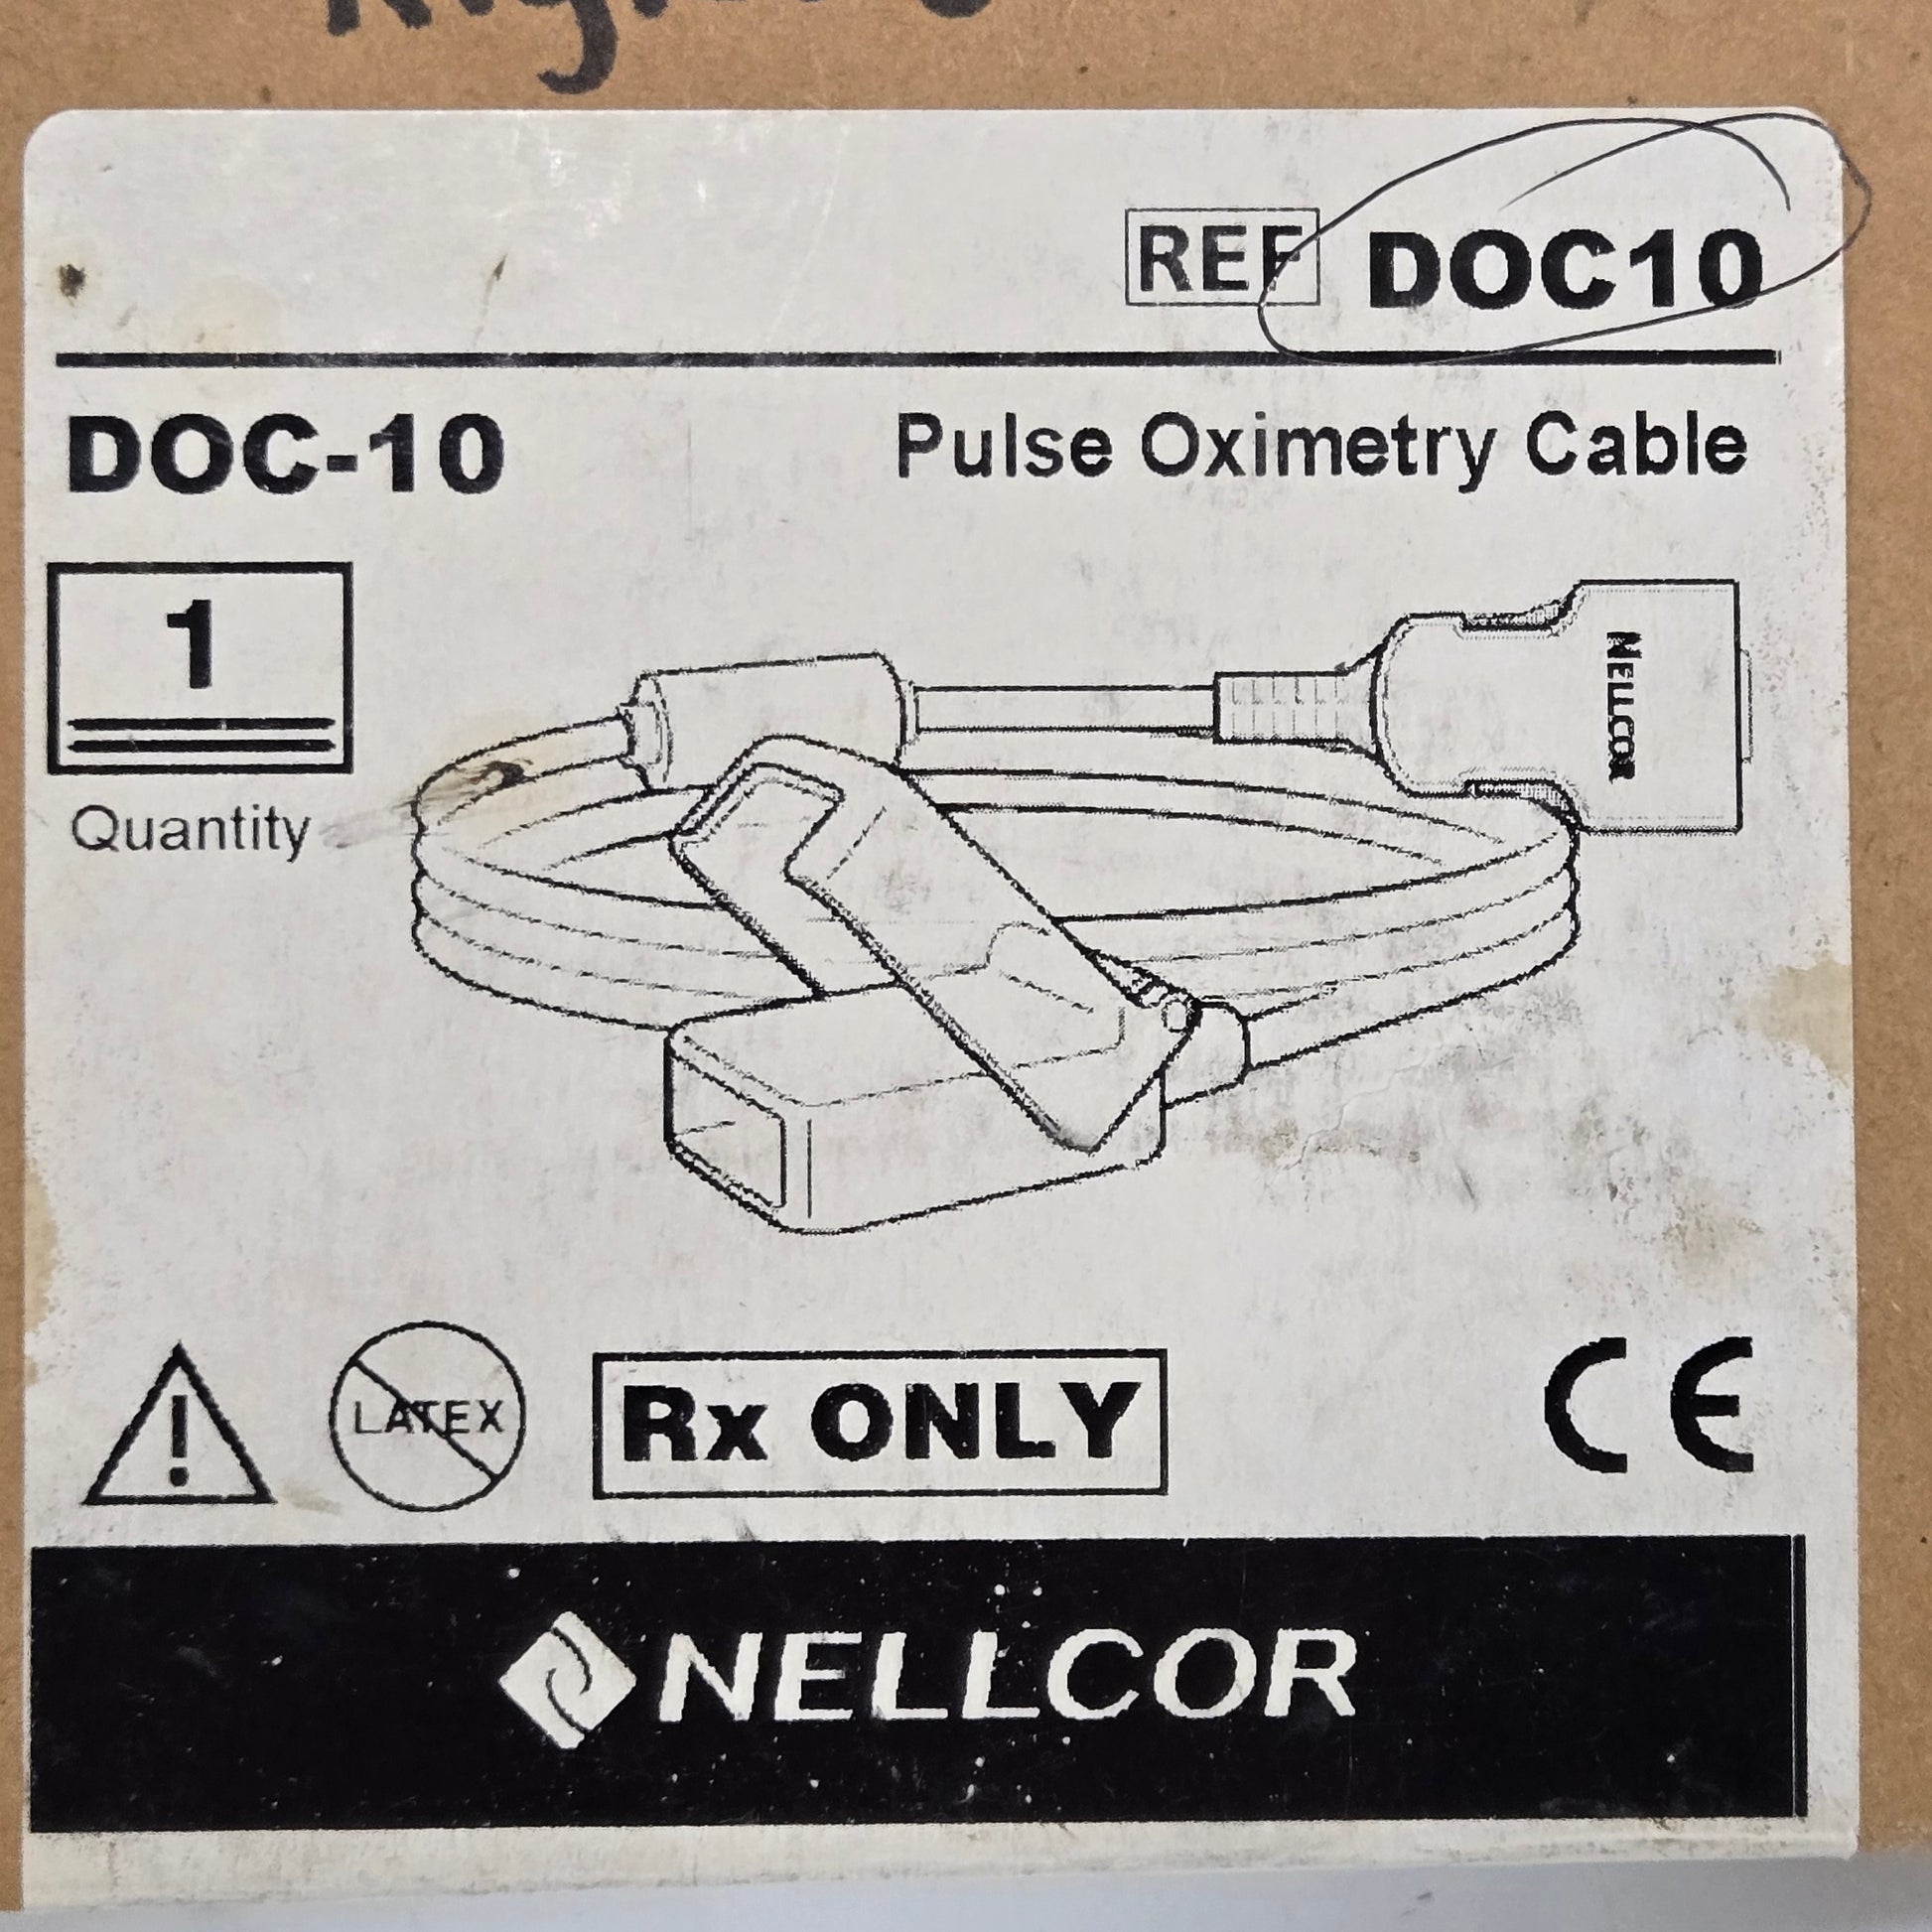 REF DOC10
DOC-10 Pulse Oximetry Cable
1
Quantity
NELLCOR
LATEX
Rx ONLY
CE
NELLCOR